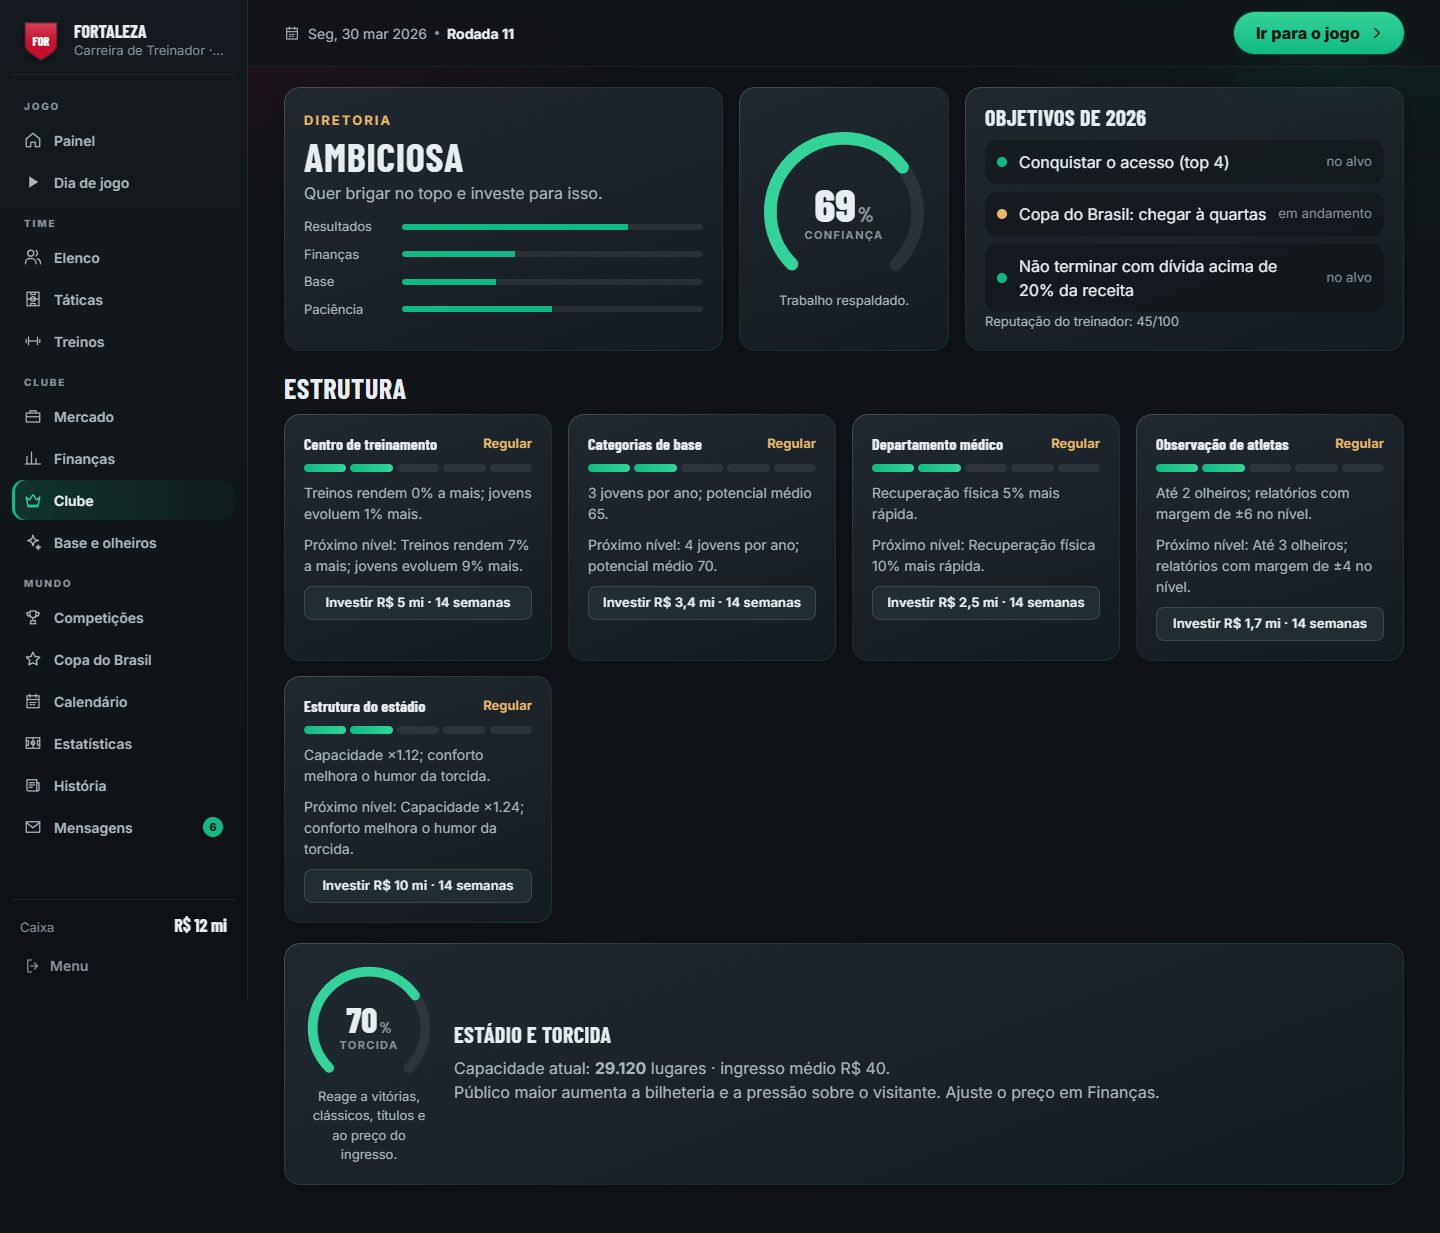 FOR
FORTALEZA
Carreira de Treinador ·...
JOGO
Painel
Dia de jogo
TIME
Elenco
Táticas
Treinos
CLUBE
Mercado
Finanças
Clube
Base e olheiros
MUNDO
Competições
Copa do Brasil
Calendário
Estatísticas
História
Mensagens
6
Caixa
R$ 12 mi
Menu
Seg, 30 mar 2026 • Rodada 11
Ir para o jogo
DIRETORIA
AMBICIOSA
Quer brigar no topo e investe para isso.
Resultados
Finanças
Base
Paciência
69%
CONFIANÇA
Trabalho respaldado.
OBJETIVOS DE 2026
Conquistar o acesso (top 4)
no alvo
Copa do Brasil: chegar à quartas
em andamento
Não terminar com dívida acima de
20% da receita
no alvo
Reputação do treinador: 45/100
ESTRUTURA
Centro de treinamento
Regular
Treinos rendem 0% a mais; jovens
evoluem 1% mais.
Próximo nível: Treinos rendem 7%
a mais; jovens evoluem 9% mais.
Investir R$ 5 mi · 14 semanas
Categorias de base
Regular
3 jovens por ano; potencial médio
65.
Próximo nível: 4 jovens por ano;
potencial médio 70.
Investir R$ 3,4 mi · 14 semanas
Departamento médico
Regular
Recuperação física 5% mais
rápida.
Próximo nível: Recuperação física
10% mais rápida.
Investir R$ 2,5 mi · 14 semanas
Observação de atletas
Regular
Até 2 olheiros; relatórios com
margem de ±6 no nível.
Próximo nível: Até 3 olheiros;
relatórios com margem de ±4 no
nível.
Investir R$ 1,7 mi · 14 semanas
Estrutura do estádio
Regular
Capacidade ×1.12; conforto
melhora o humor da torcida.
Próximo nível: Capacidade ×1.24;
conforto melhora o humor da
torcida.
Investir R$ 10 mi · 14 semanas
70%
TORCIDA
Reage a vitórias,
clássicos, títulos e
ao preço do
ingresso.
ESTÁDIO E TORCIDA
Capacidade atual: 29.120 lugares · ingresso médio R$ 40.
Público maior aumenta a bilheteria e a pressão sobre o visitante. Ajuste o preço em Finanças.